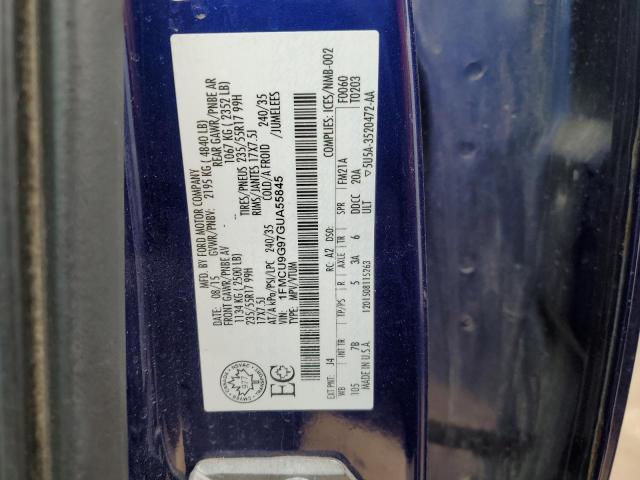 MFD. BY FORD MOTOR COMPANY
DATE: 08/15 GVWR/PNBV: 2195 KG ( 4840 LB)
FRONT GAWR/PNBE AV REAR GAWR/PNBE AR
1134 KG ( 2500 LB) 1067 KG ( 2352 LB)
235/55R17 99H TIRES/PNEUS 235/55R17 99H
17X7.5J RIMS/JANTES 17X7.5J
AT/A kPa/PSI/LPC 240/35 COLD/A FROID 240/35
VIN: 1FMCU9G97GUA55845 /JUMELEES
TYPE: MPV/VTUM
COMPLIES: ICES/NMB-002
EXT PNT: J4 RC: A2 DSO: F0060
WB INT TR TP/PS R AXLE TR SPR FM21A T0203
105 7B 5 3A 6 DDCC 20A
MADE IN U.S.A. ULT ▽5U5A-3520472-AA
1201508115263
977